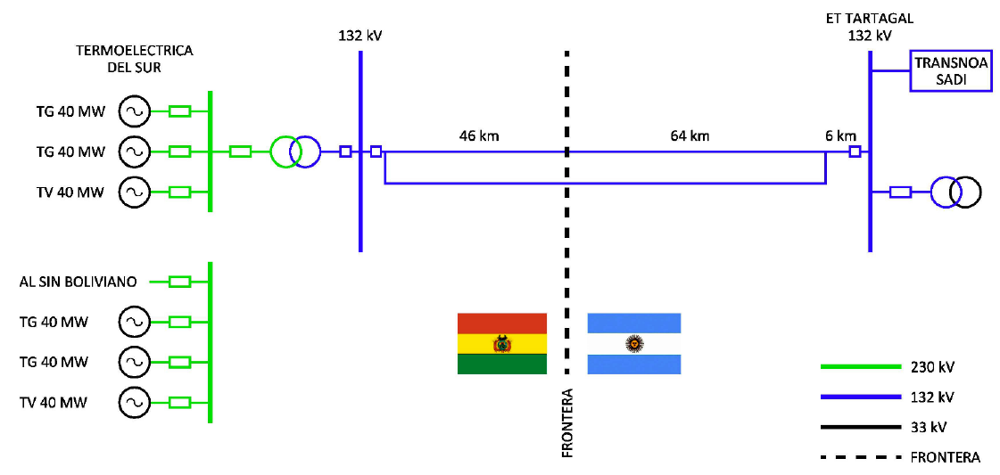 TERMOELECTRICA
DEL SUR
132 kV
ET TARTAGAL
132 kV
TRANSNOA
SADI
TG 40 MW
TG 40 MW
TV 40 MW
46 km
64 km
6 km
AL SIN BOLIVIANO
TG 40 MW
TG 40 MW
TV 40 MW
FRONTERA
230 kV
132 kV
33 kV
FRONTERA